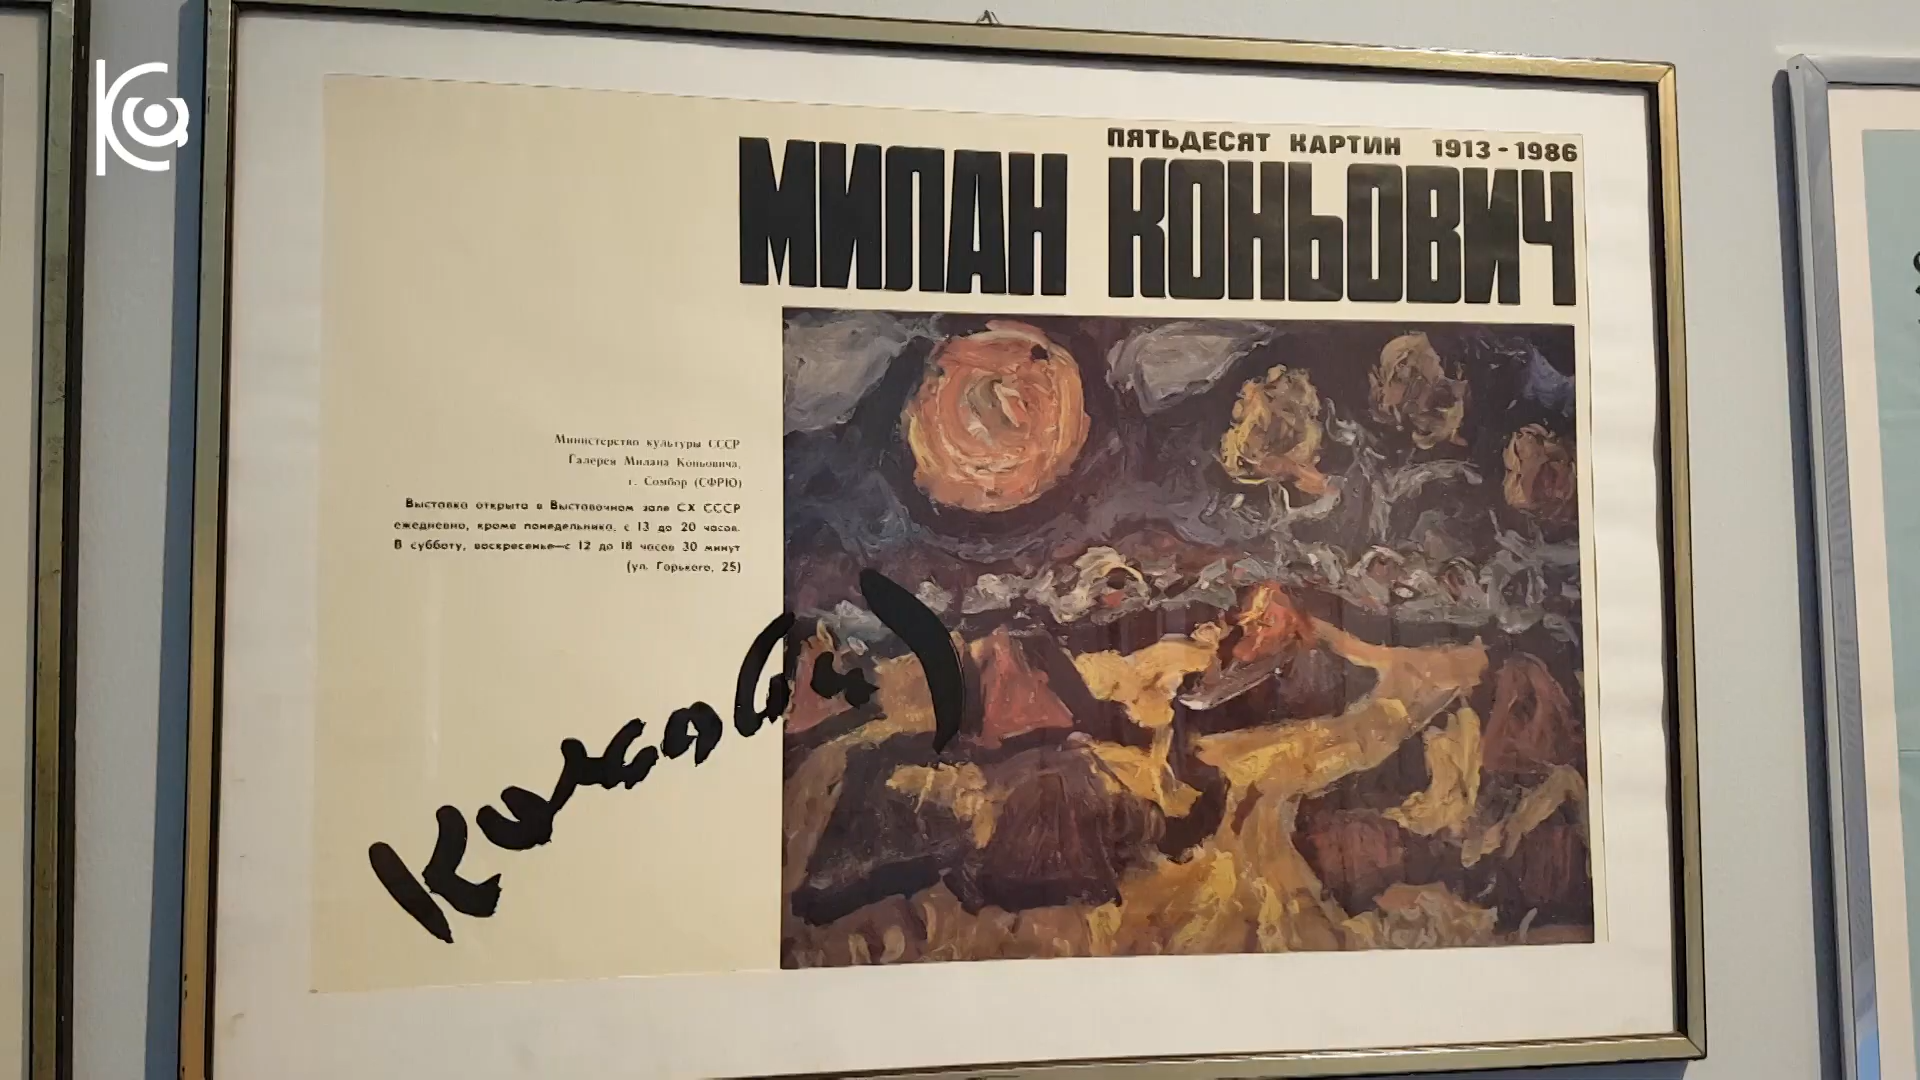 ПЯТЬДЕСЯТ КАРТИН 1913-1986
МИЛАН КОНЬОВИЧ
Министерство культуры СССР
Галерея Милана Коньовича,
г. Сомбор (СФРЮ)
Выставка открыта в Выставочном зале СХ СССР
ежедневно, кроме понедельника, с 13 до 20 часов.
В субботу, воскресенье—с 12 до 18 часов 30 минут
(ул. Горького, 25)